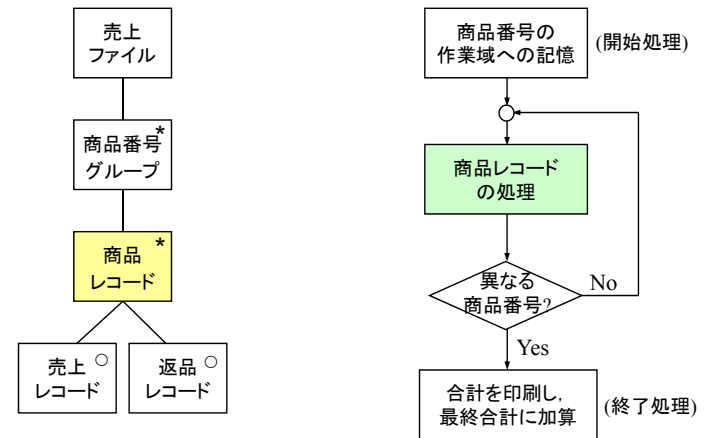 売上
ファイル
商品番号*
グループ
商品*
レコード
売上○
レコード
返品○
レコード
商品番号の
作業域への記憶
(開始処理)
商品レコード
の処理
異なる
商品番号?
No
Yes
合計を印刷し,
最終合計に加算
(終了処理)